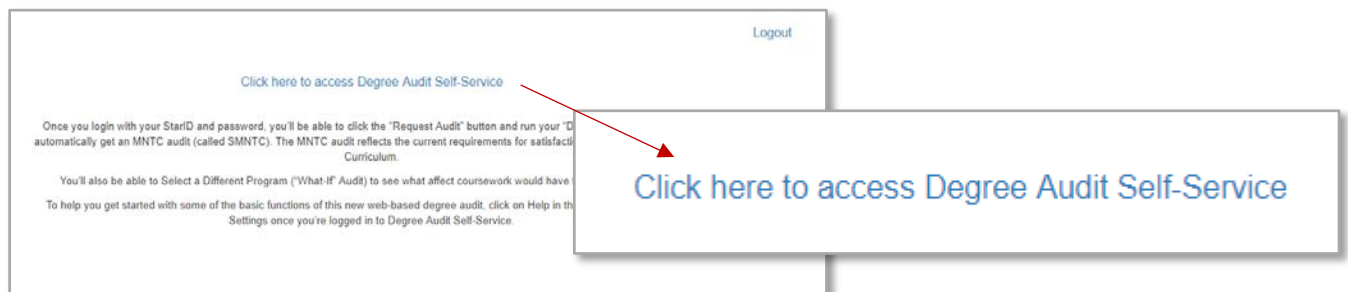 Logout
Click here to access Degree Audit Self-Service
Once you login with your StarID and password, you'll be able to click the "Request Audit" button and run your "D
automatically get an MNTC audit (called SMNTC). The MNTC audit reflects the current requirements for satisfacti
Curriculum.
You'll also be able to Select a Different Program ("What-If" Audit) to see what affect coursework would have
To help you get started with some of the basic functions of this new web-based degree audit, click on Help in th
Settings once you're logged in to Degree Audit Self-Service.
Click here to access Degree Audit Self-Service